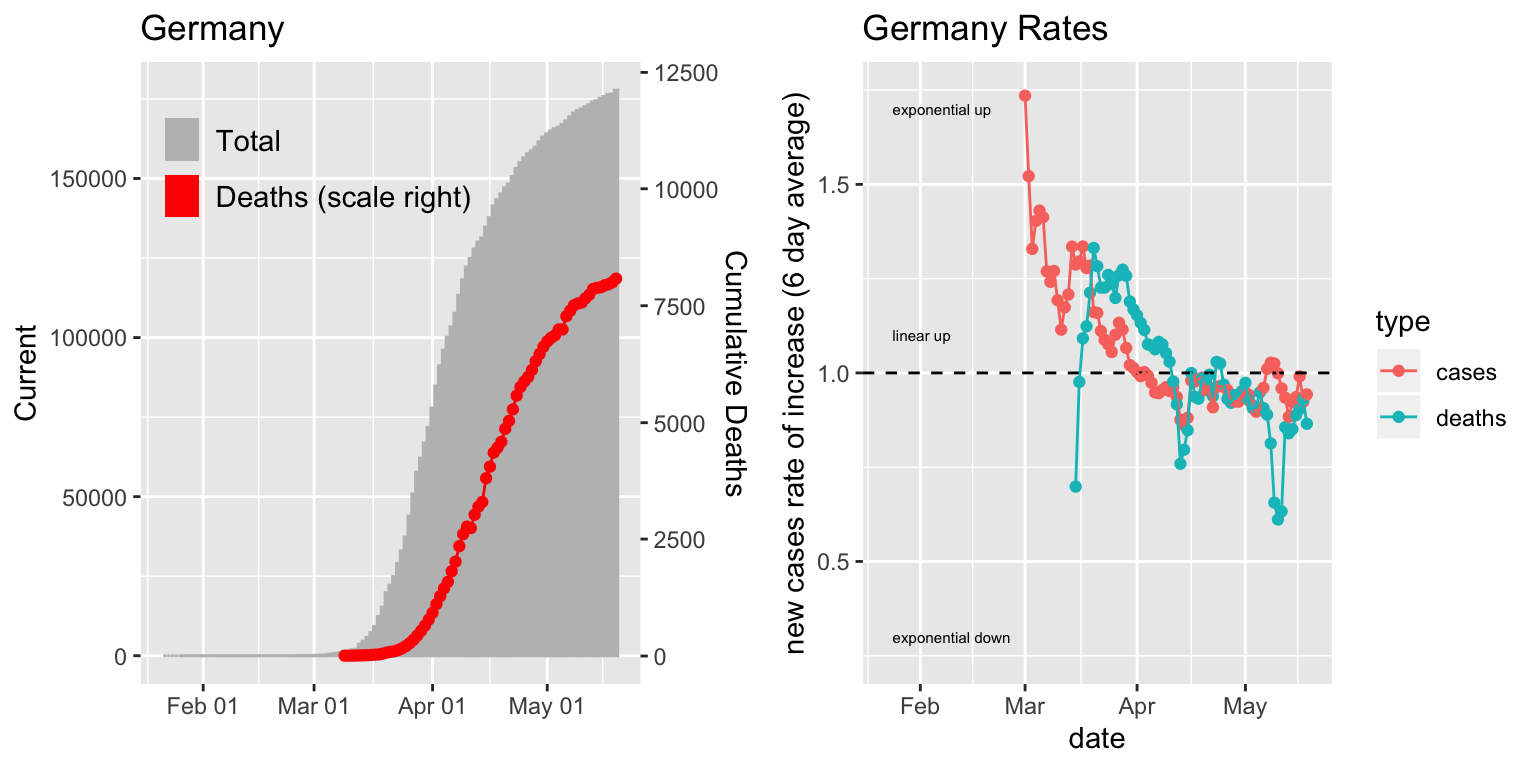 Germany
Current
150000
100000
50000
0
Total
Deaths (scale right)
12500
10000
7500
5000
2500
0
Cumulative Deaths
Feb 01
Mar 01
Apr 01
May 01
Germany Rates
new cases rate of increase (6 day average)
1.5
1.0
0.5
exponential up
linear up
exponential down
Feb
Mar
Apr
May
date
type
cases
deaths